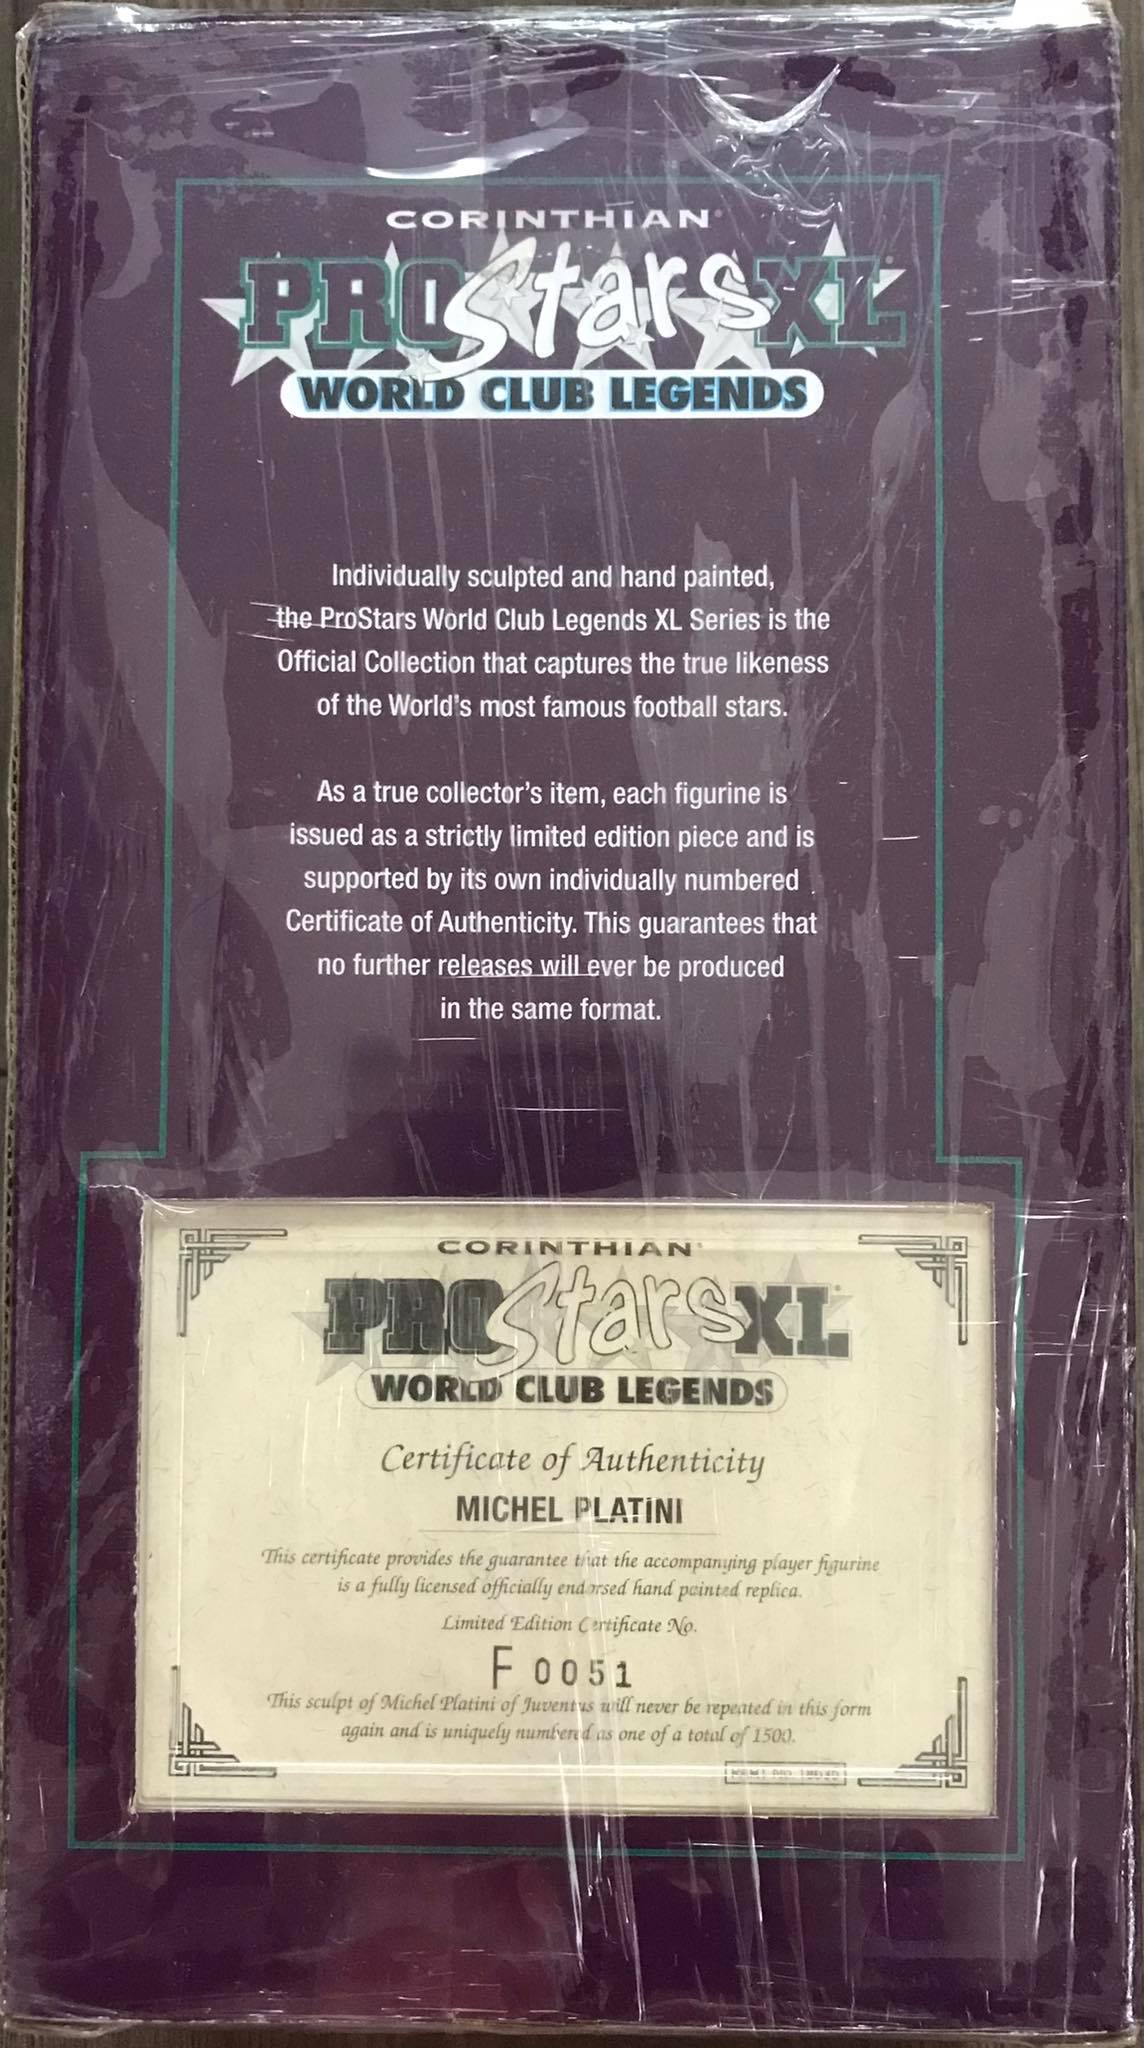 CORINTHIAN
PROStarsXL
WORLD CLUB LEGENDS
Individually sculpted and hand painted,
the ProStars World Club Legends XL Series is the
Official Collection that captures the true likeness
of the World's most famous football stars.
As a true collector's item, each figurine is
issued as a strictly limited edition piece and is
supported by its own individually numbered
Certificate of Authenticity. This guarantees that
no further releases will ever be produced
in the same format.
CORINTHIAN
PROStarsXL
WORLD CLUB LEGENDS
Certificate of Authenticity
MICHEL PLATINI
This certificate provides the guarantee that the accompanying player figurine
is a fully licensed officially endorsed hand painted replica.
Limited Edition Certificate No.
F 0051
This sculpt of Michel Platini of Juventus will never be repeated in this form
again and is uniquely numbered as one of a total of 1500.